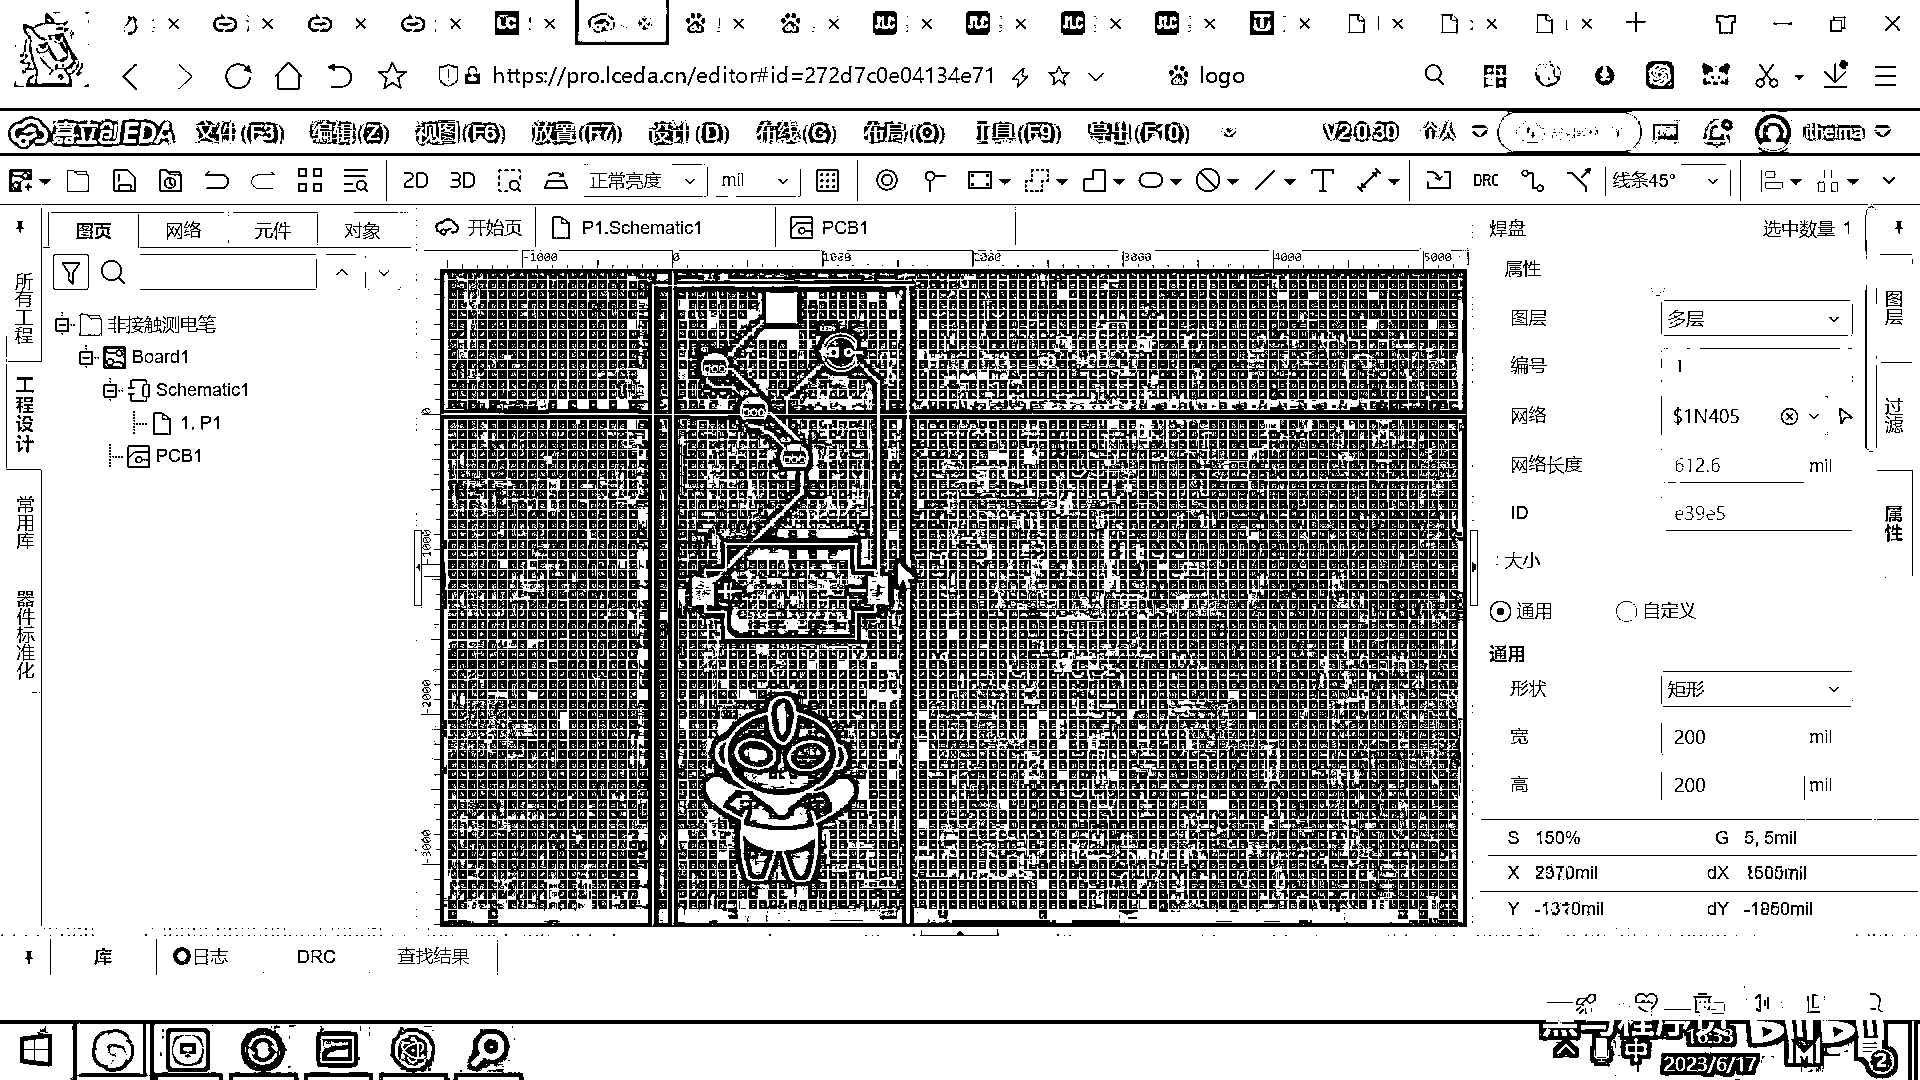 https://pro.lceda.cn/editor#id=272d7c0e04134e71
logo
嘉立创EDA 文件(F3) 编辑(Z) 视图(F6) 放置(F7) 设计(D) 布线(G) 布局(O) 工具(F9) 导出(F10) V2.0.30 个人 itheima
2D 3D 正常亮度 mil DRC 线条45°
图页 网络 元件 对象
开始页 P1.Schematic1 PCB1
所有工程
工程设计
常用库
器件标准化
非接触测电笔
Board1
Schematic1
1. P1
PCB1
-1000 0 1000 2000 3000 4000 5000
0
-1000
-2000
-3000
焊盘 选中数量 1
属性
图层 多层
编号 1
网络 $1N405
网络长度 612.6 mil
ID e39e5
大小
通用 自定义
通用
形状 矩形
宽 200 mil
高 200 mil
S 150% G 5, 5mil
X dX
Y dY
图层
过滤
属性
库 日志 DRC 查找结果
中
2023/6/17
2